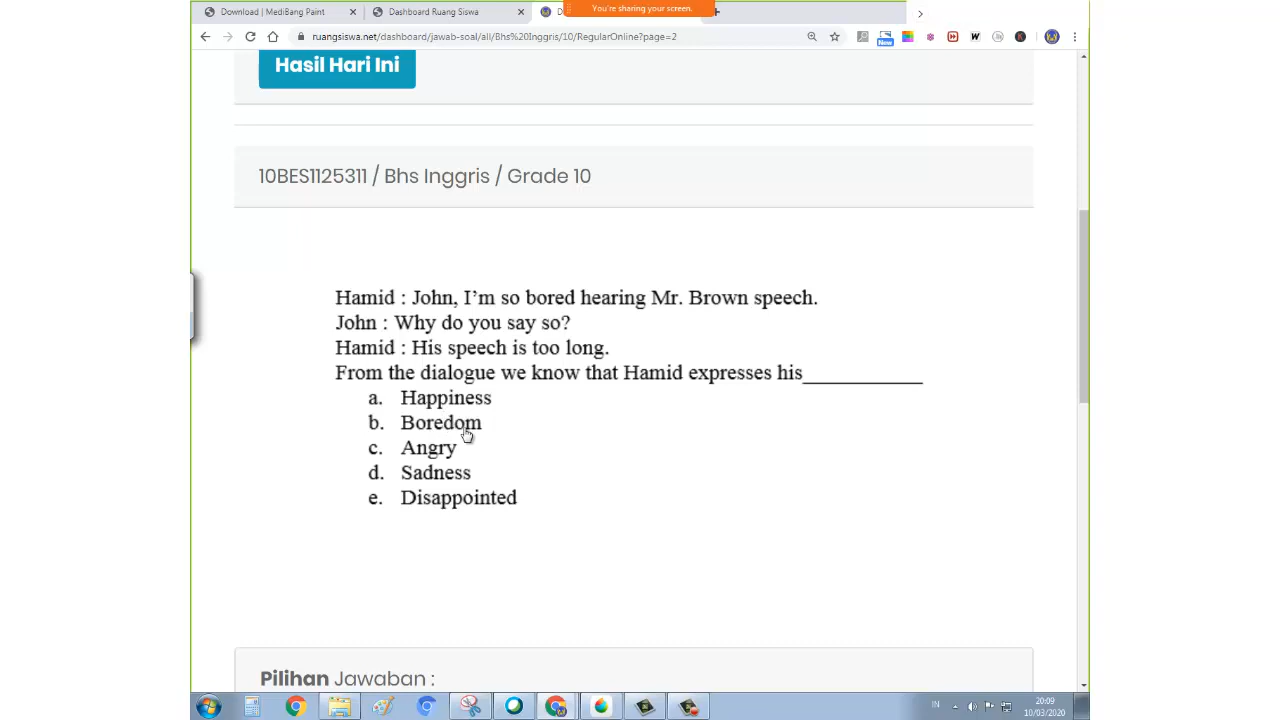 Download | MediBang Paint
Dashboard Ruang Siswa
You're sharing your screen.
ruangsiswa.net/dashboard/jawab-soal/all/Bhs%20Inggris/10/RegularOnline?page=2
New
W
Hasil Hari Ini
10BES1125311 / Bhs Inggris / Grade 10
Hamid : John, I'm so bored hearing Mr. Brown speech.
John : Why do you say so?
Hamid : His speech is too long.
From the dialogue we know that Hamid expresses his___________
a. Happiness
b. Boredom
c. Angry
d. Sadness
e. Disappointed
Pilihan Jawaban :
IN
20:09
10/03/2020